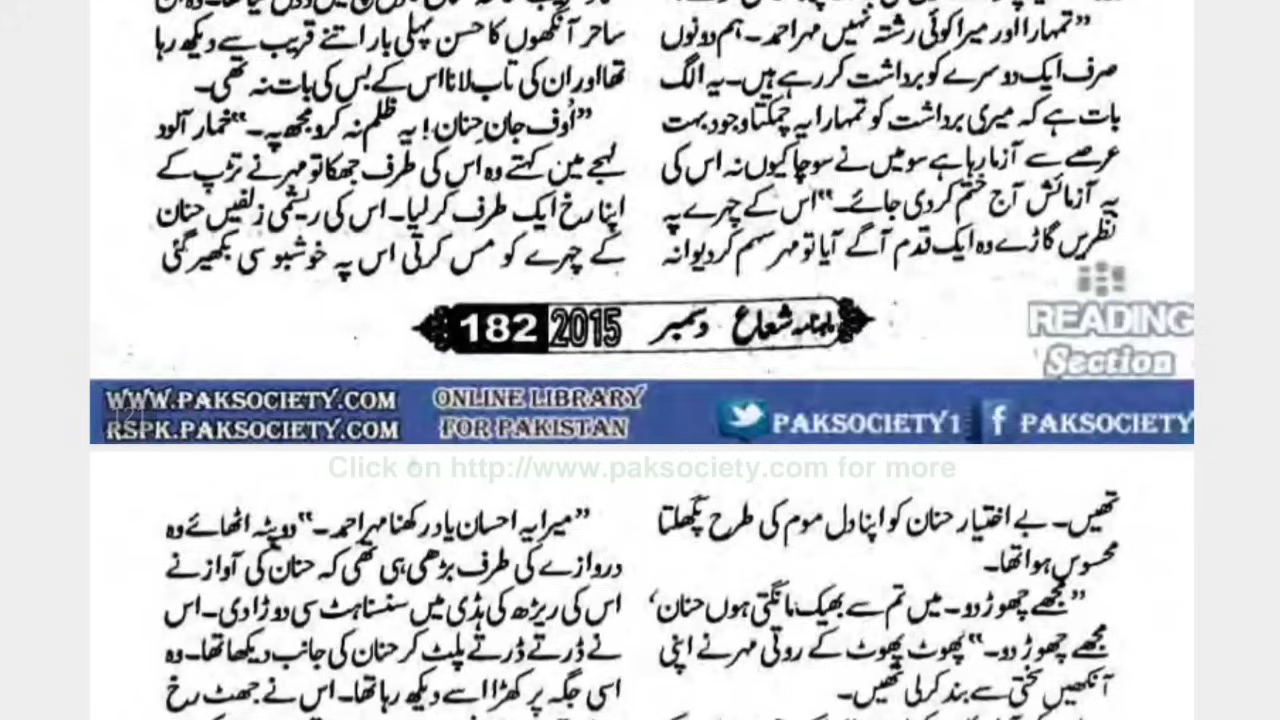 ”تمہارا اور میرا کوئی رشتہ نہیں مہر احمد۔ ہم دونوں
صرف ایک دوسرے کو برداشت کر رہے ہیں۔ یہ الگ
بات ہے کہ میری برداشت کو تمہارا یہ چمکتا وجود بہت
عرصے سے آزما رہا ہے سو میں نے سوچا کیوں نہ اس کی
یہ آزمائش آج ختم کر دی جائے۔“ اس کے چہرے پہ
نظریں گاڑے وہ ایک قدم آگے آیا تو مہر سہم کر دیوانہ
ساحر آنکھوں کا حسن پہلی بار اتنے قریب سے دیکھ رہا
تھا اور ان کی تاب لانا اس کے بس کی بات نہ تھی۔
”اُوف جانِ حنان! یہ ظلم نہ کرو مجھ پہ۔“ خمار آلود
لہجے میں کہتے وہ اس کی طرف جھکا تو مہر نے تڑپ کے
اپنا رخ ایک طرف کر لیا۔ اس کی ریشمی زلفیں حنان
کے چہرے کو مس کرتی اس پہ خوشبو سی بکھیر گئی
ماہنامہ شعاع دسمبر 2015 182
READING
Section
WWW.PAKSOCIETY.COM
RSPK.PAKSOCIETY.COM
ONLINE LIBRARY
FOR PAKISTAN
PAKSOCIETY1
PAKSOCIETY
Click on http://www.paksociety.com for more
تھیں۔ بے اختیار حنان کو اپنا دل موم کی طرح پگھلتا
محسوس ہوا تھا۔
”مجھے چھوڑ دو۔ میں تم سے بھیک مانگتی ہوں حنان‘
مجھے چھوڑ دو۔“ پھوٹ پھوٹ کے روتی مہر نے اپنی
آنکھیں سختی سے بند کر لی تھیں۔
”میرا یہ احسان یاد رکھنا مہر احمد۔“ دوپٹہ اٹھائے وہ
دروازے کی طرف بڑھی ہی تھی کہ حنان کی آواز نے
اس کی ریڑھ کی ہڈی میں سنسناہٹ سی دوڑا دی۔ اس
نے ڈرتے ڈرتے پلٹ کر حنان کی جانب دیکھا تھا۔ وہ
اسی جگہ پر کھڑا اسے دیکھ رہا تھا۔ اس نے جھٹ رخ